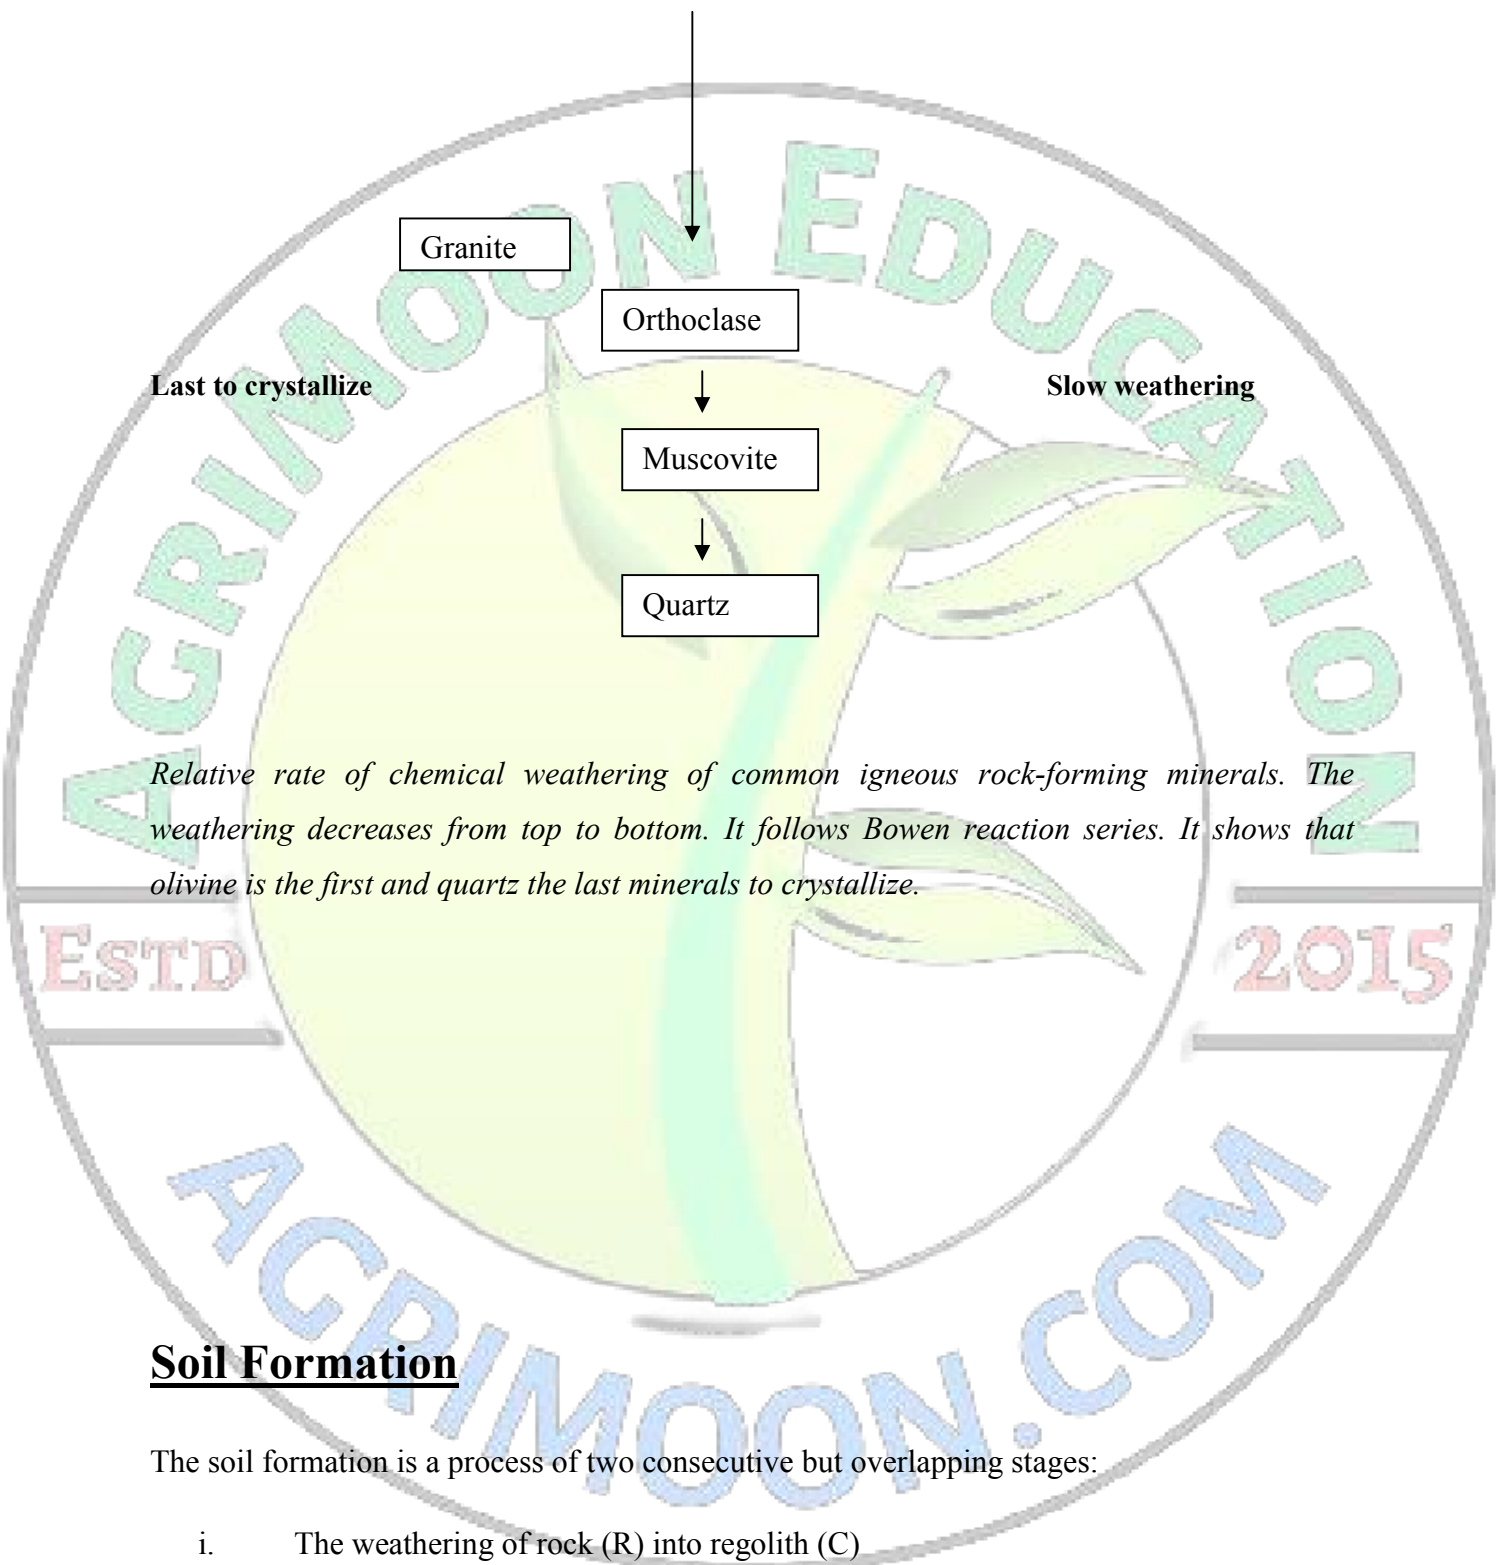 AGRIMOON EDUCATION
Granite
Orthoclase
Last to crystallize
Slow weathering
Muscovite
Quartz
Relative rate of chemical weathering of common igneous rock-forming minerals. The
weathering decreases from top to bottom. It follows Bowen reaction series. It shows that
olivine is the first and quartz the last minerals to crystallize.
ESTD
2015
Soil Formation
AGRIMOON.COM
The soil formation is a process of two consecutive but overlapping stages:
i. The weathering of rock (R) into regolith (C)